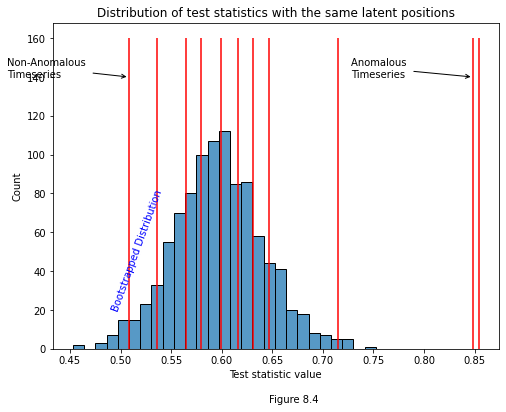 Distribution of test statistics with the same latent positions
160
Non-Anomalous
Timeseries
Anomalous
Timeseries
140
120
100
80
60
40
20
0
Count
Bootstrapped Distribution
0.45 0.50 0.55 0.60 0.65 0.70 0.75 0.80 0.85
Test statistic value
Figure 8.4